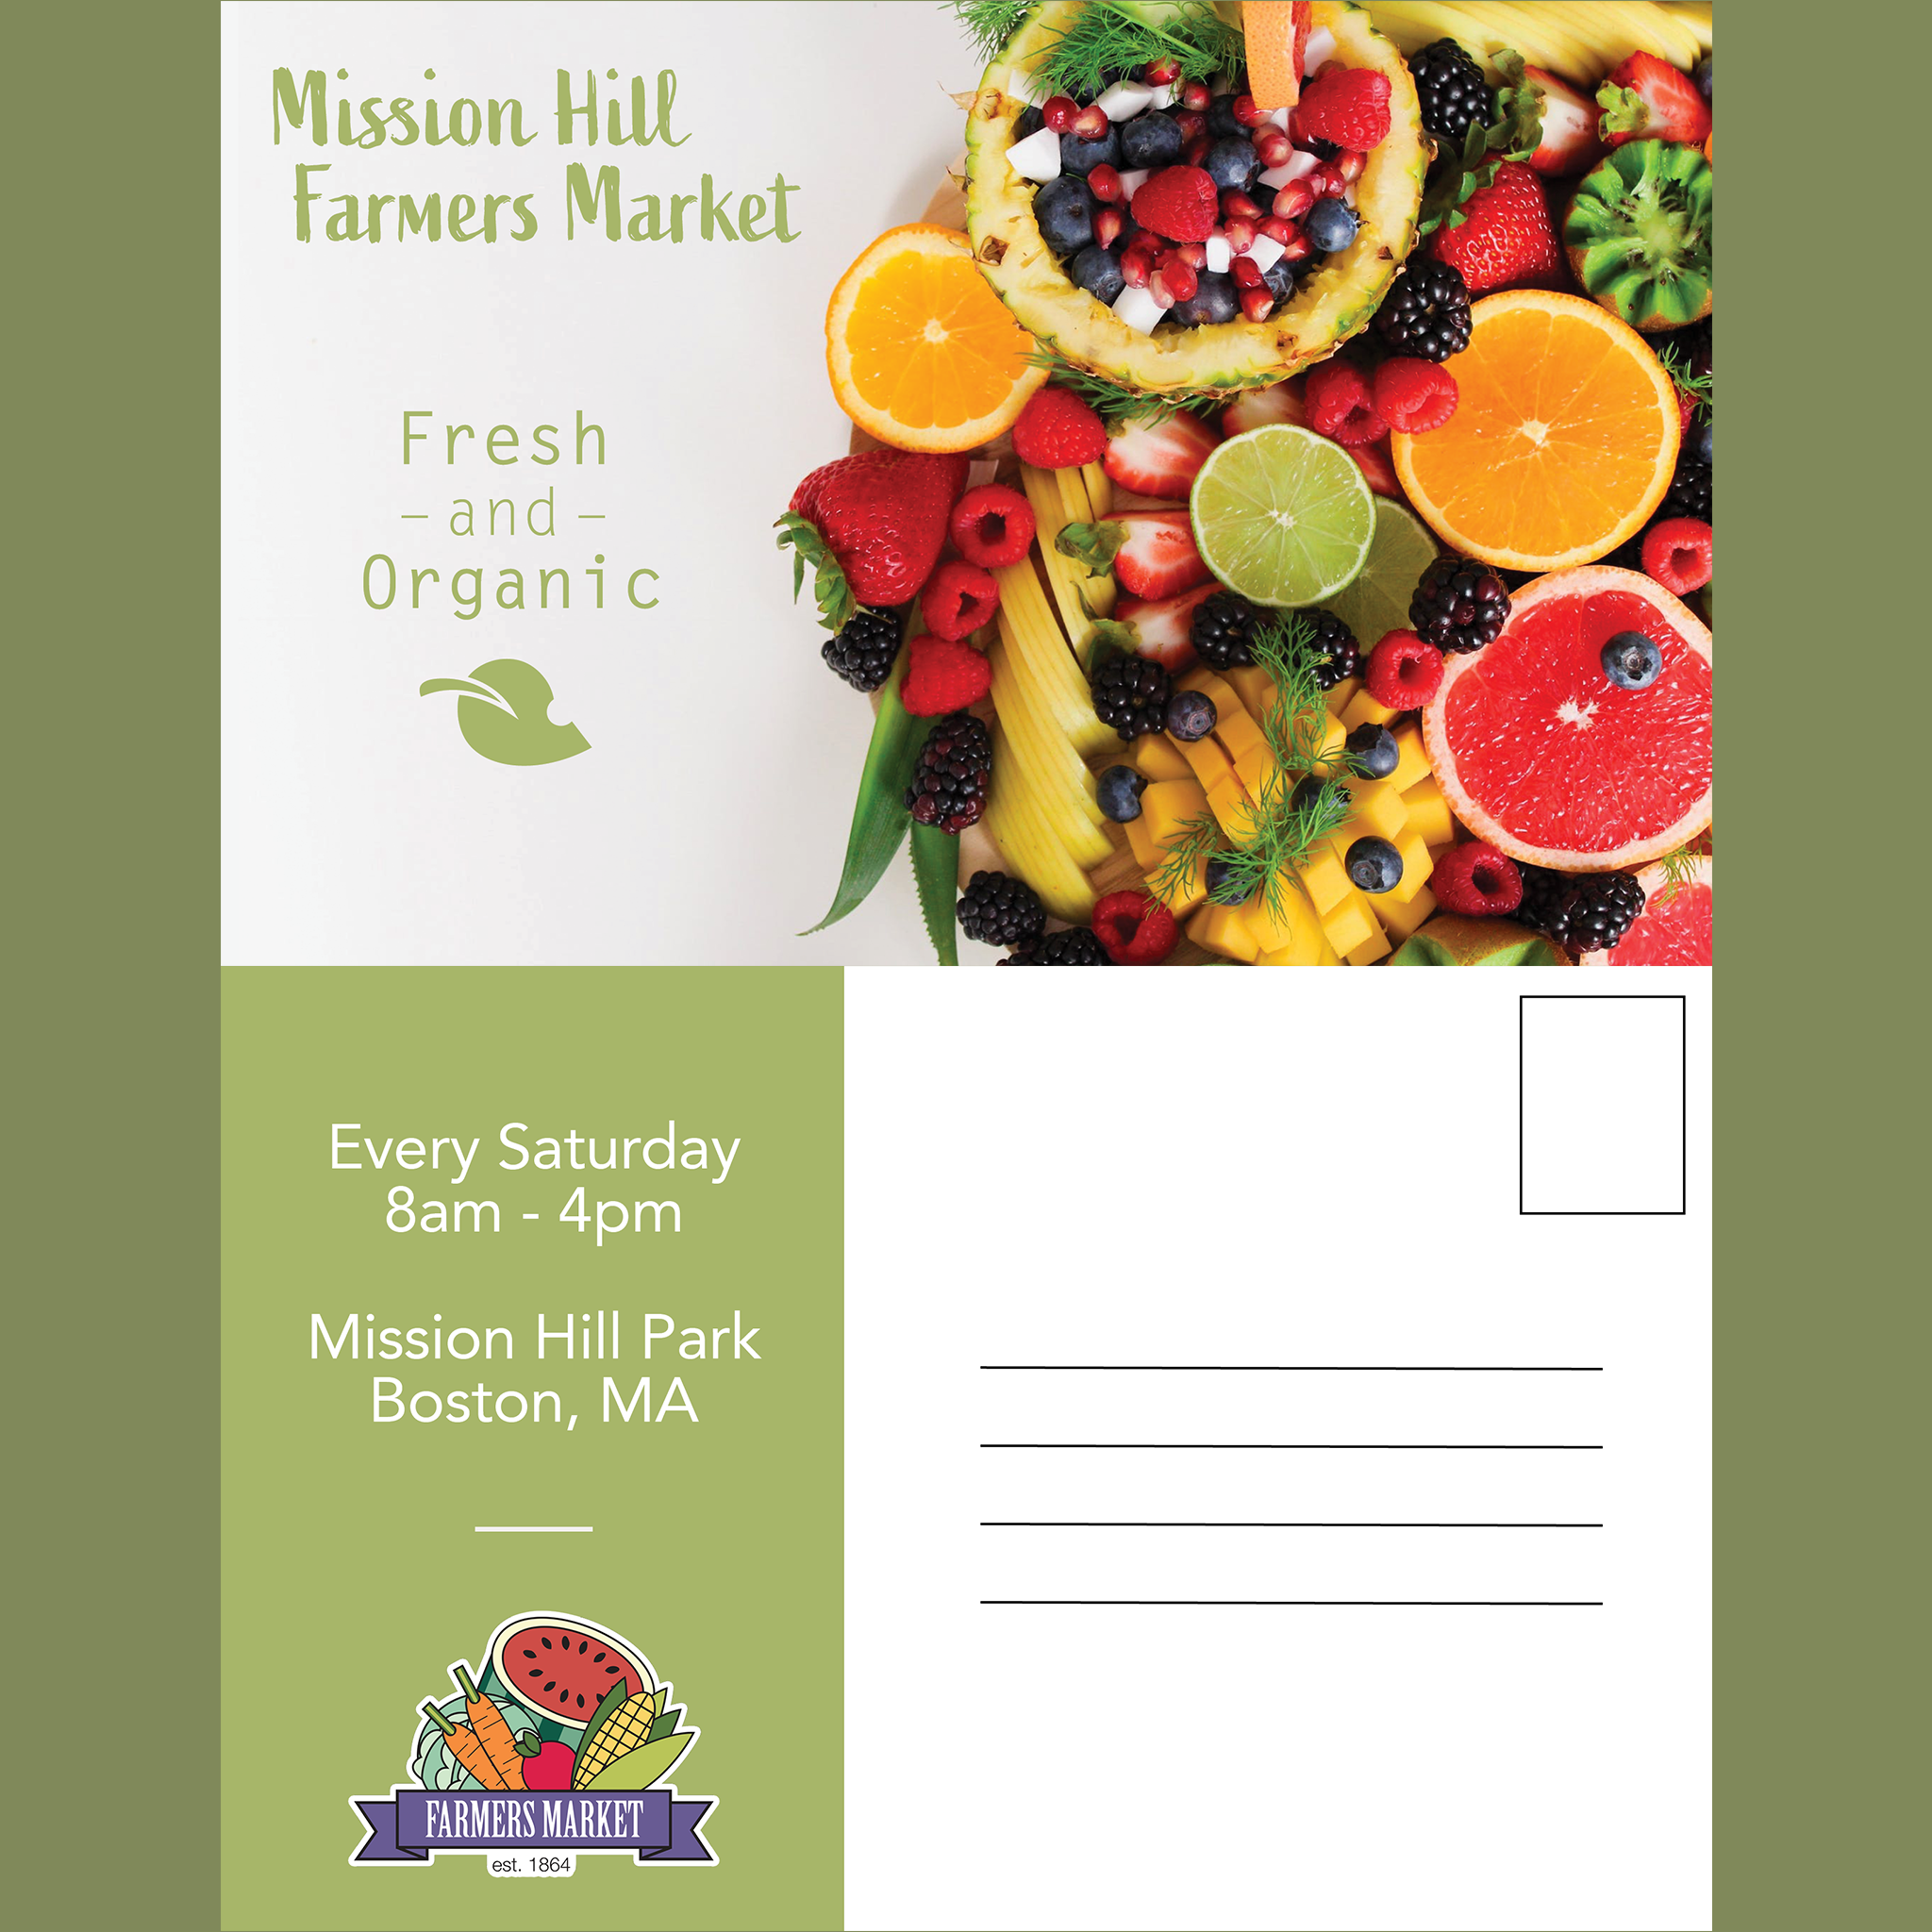 Mission Hill
Farmers Market
Fresh
- and -
Organic
Every Saturday
8am - 4pm
Mission Hill Park
Boston, MA
FARMERS MARKET
est. 1864